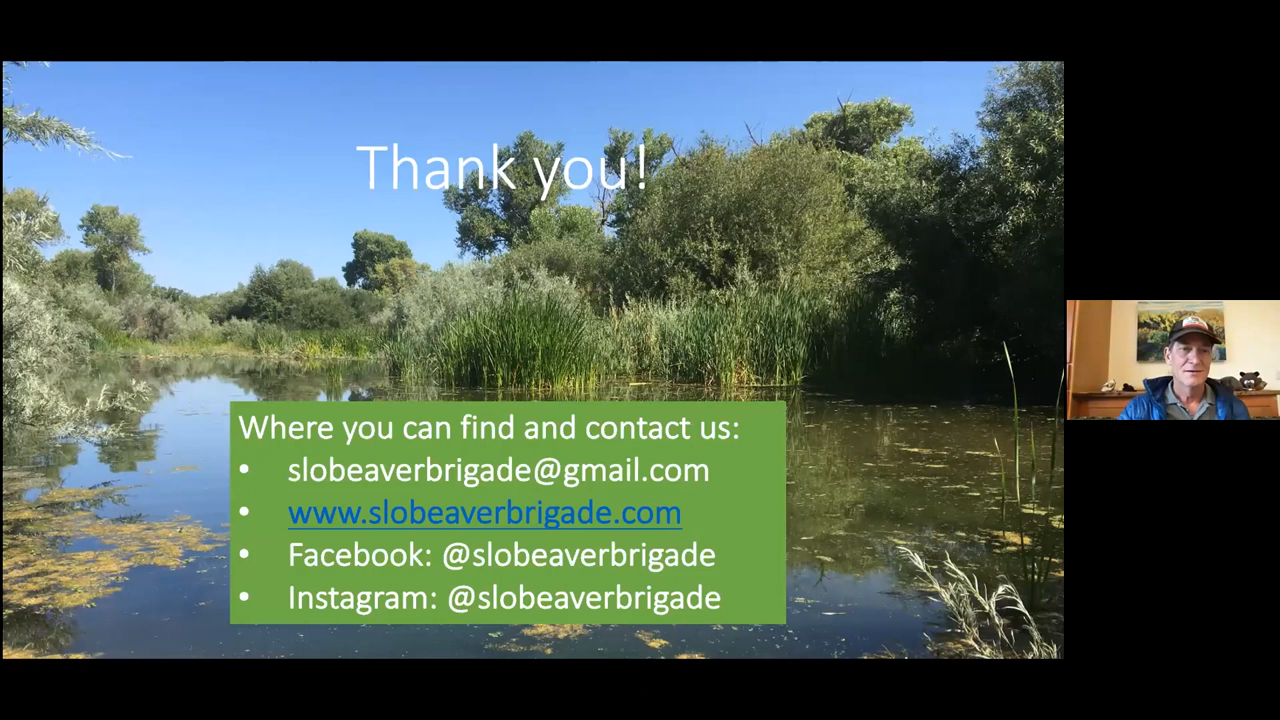 Thank you!
Where you can find and contact us:
• slobeaverbrigade@gmail.com
• www.slobeaverbrigade.com
• Facebook: @slobeaverbrigade
• Instagram: @slobeaverbrigade